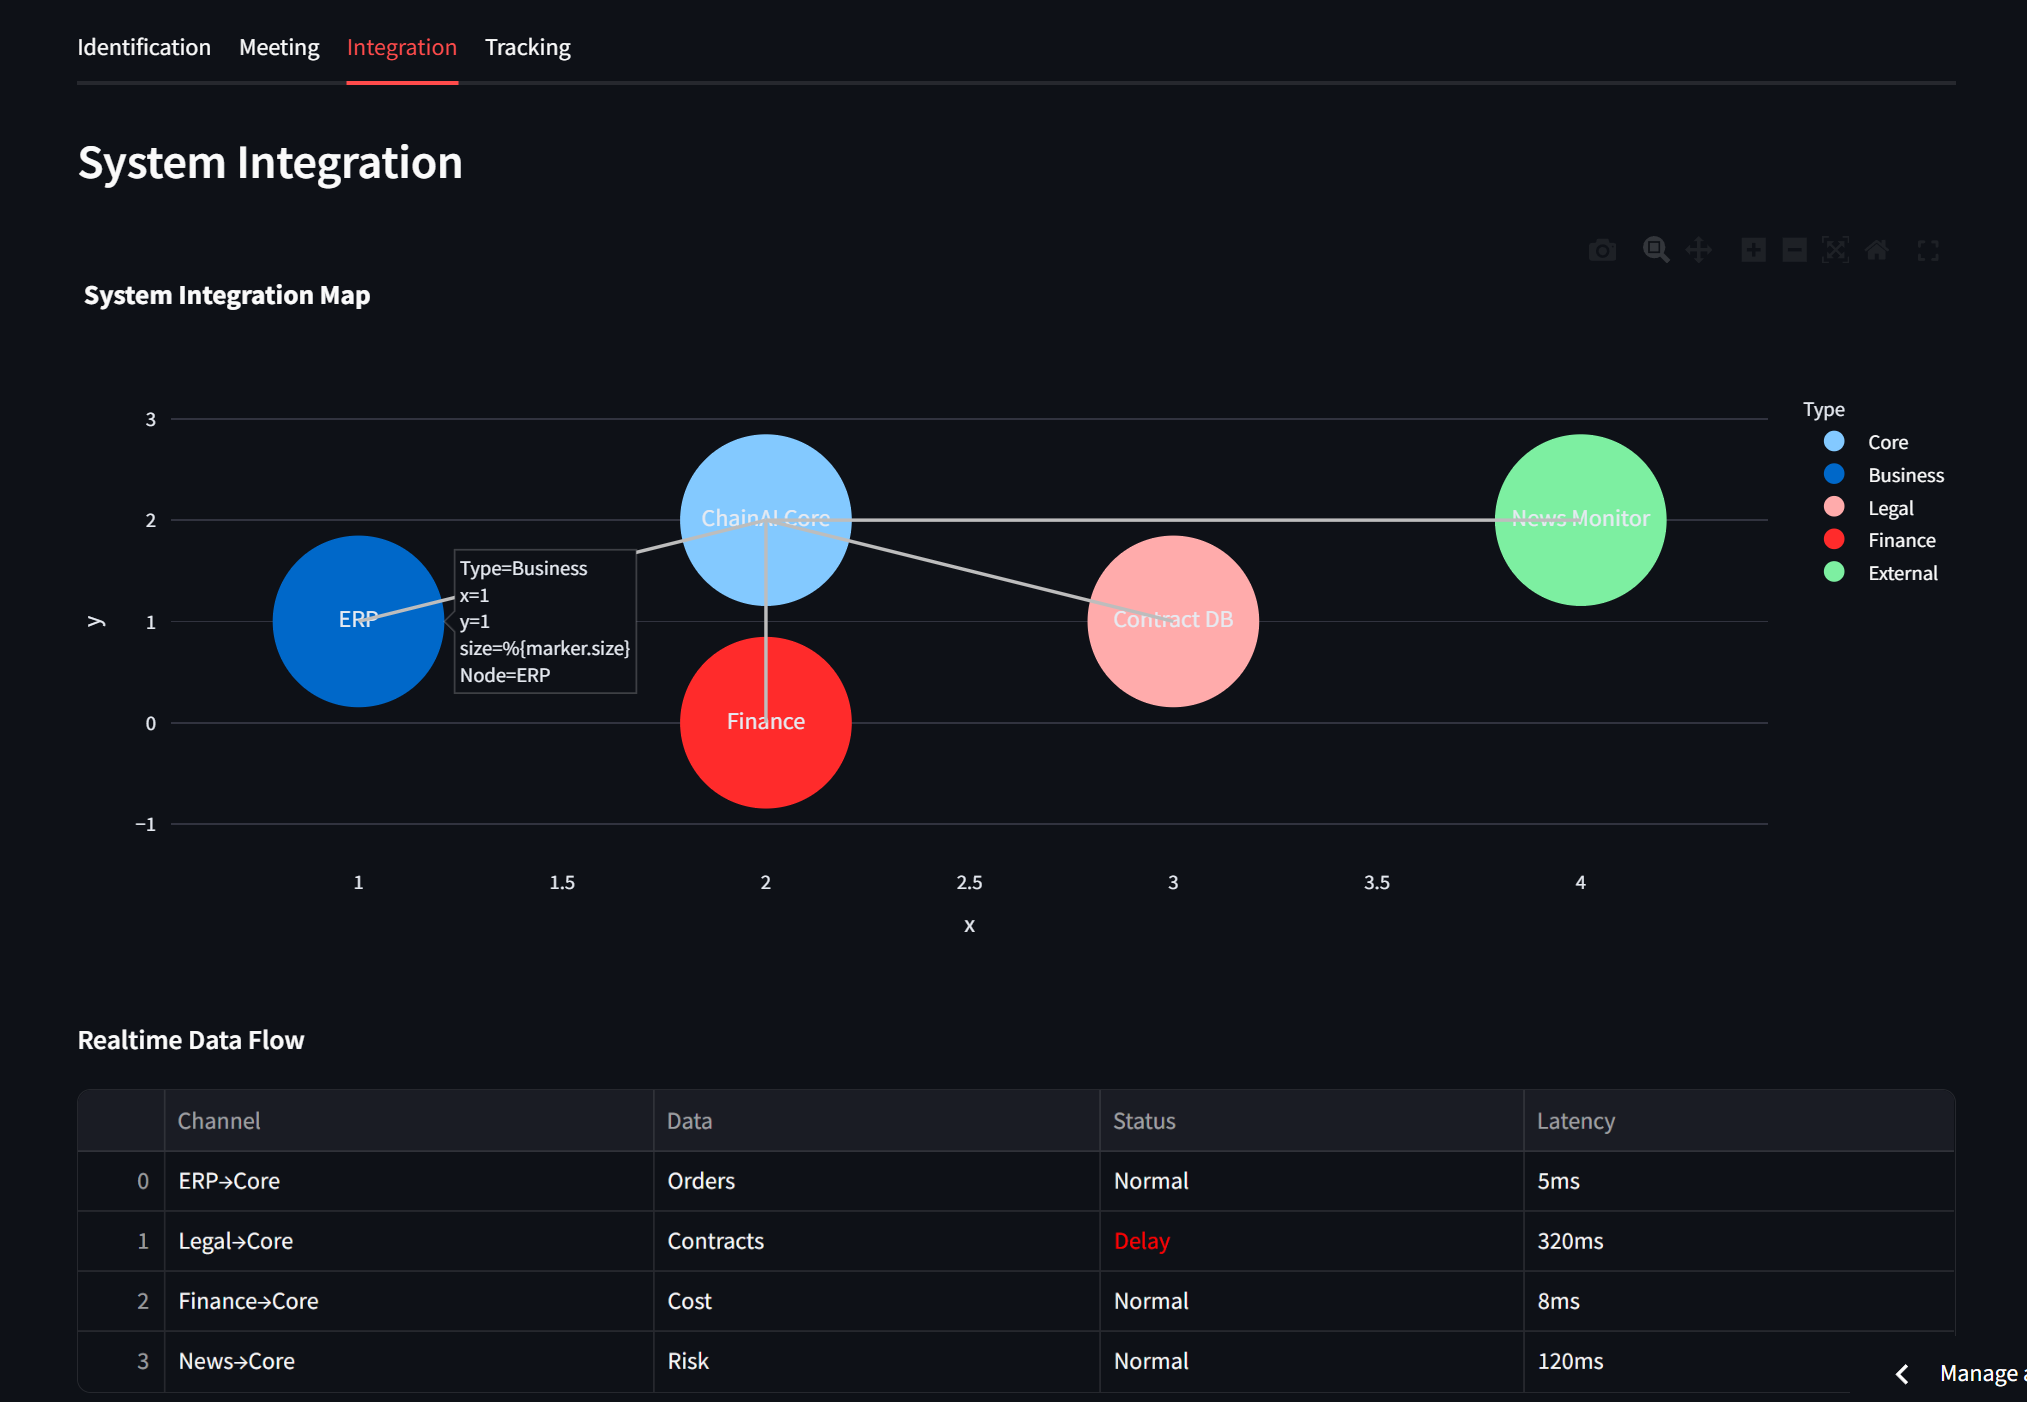 Identification Meeting Integration Tracking
System Integration
System Integration Map
3
2
1
0
−1
y
1 1.5 2 2.5 3 3.5 4
x
ChainAI Core
News Monitor
ERP
Contract DB
Finance
Type=Business
x=1
y=1
size=%{marker.size}
Node=ERP
Type
Core
Business
Legal
Finance
External
Realtime Data Flow
Channel Data Status Latency
0 ERP→Core Orders Normal 5ms
1 Legal→Core Contracts Delay 320ms
2 Finance→Core Cost Normal 8ms
3 News→Core Risk Normal 120ms
Manage a